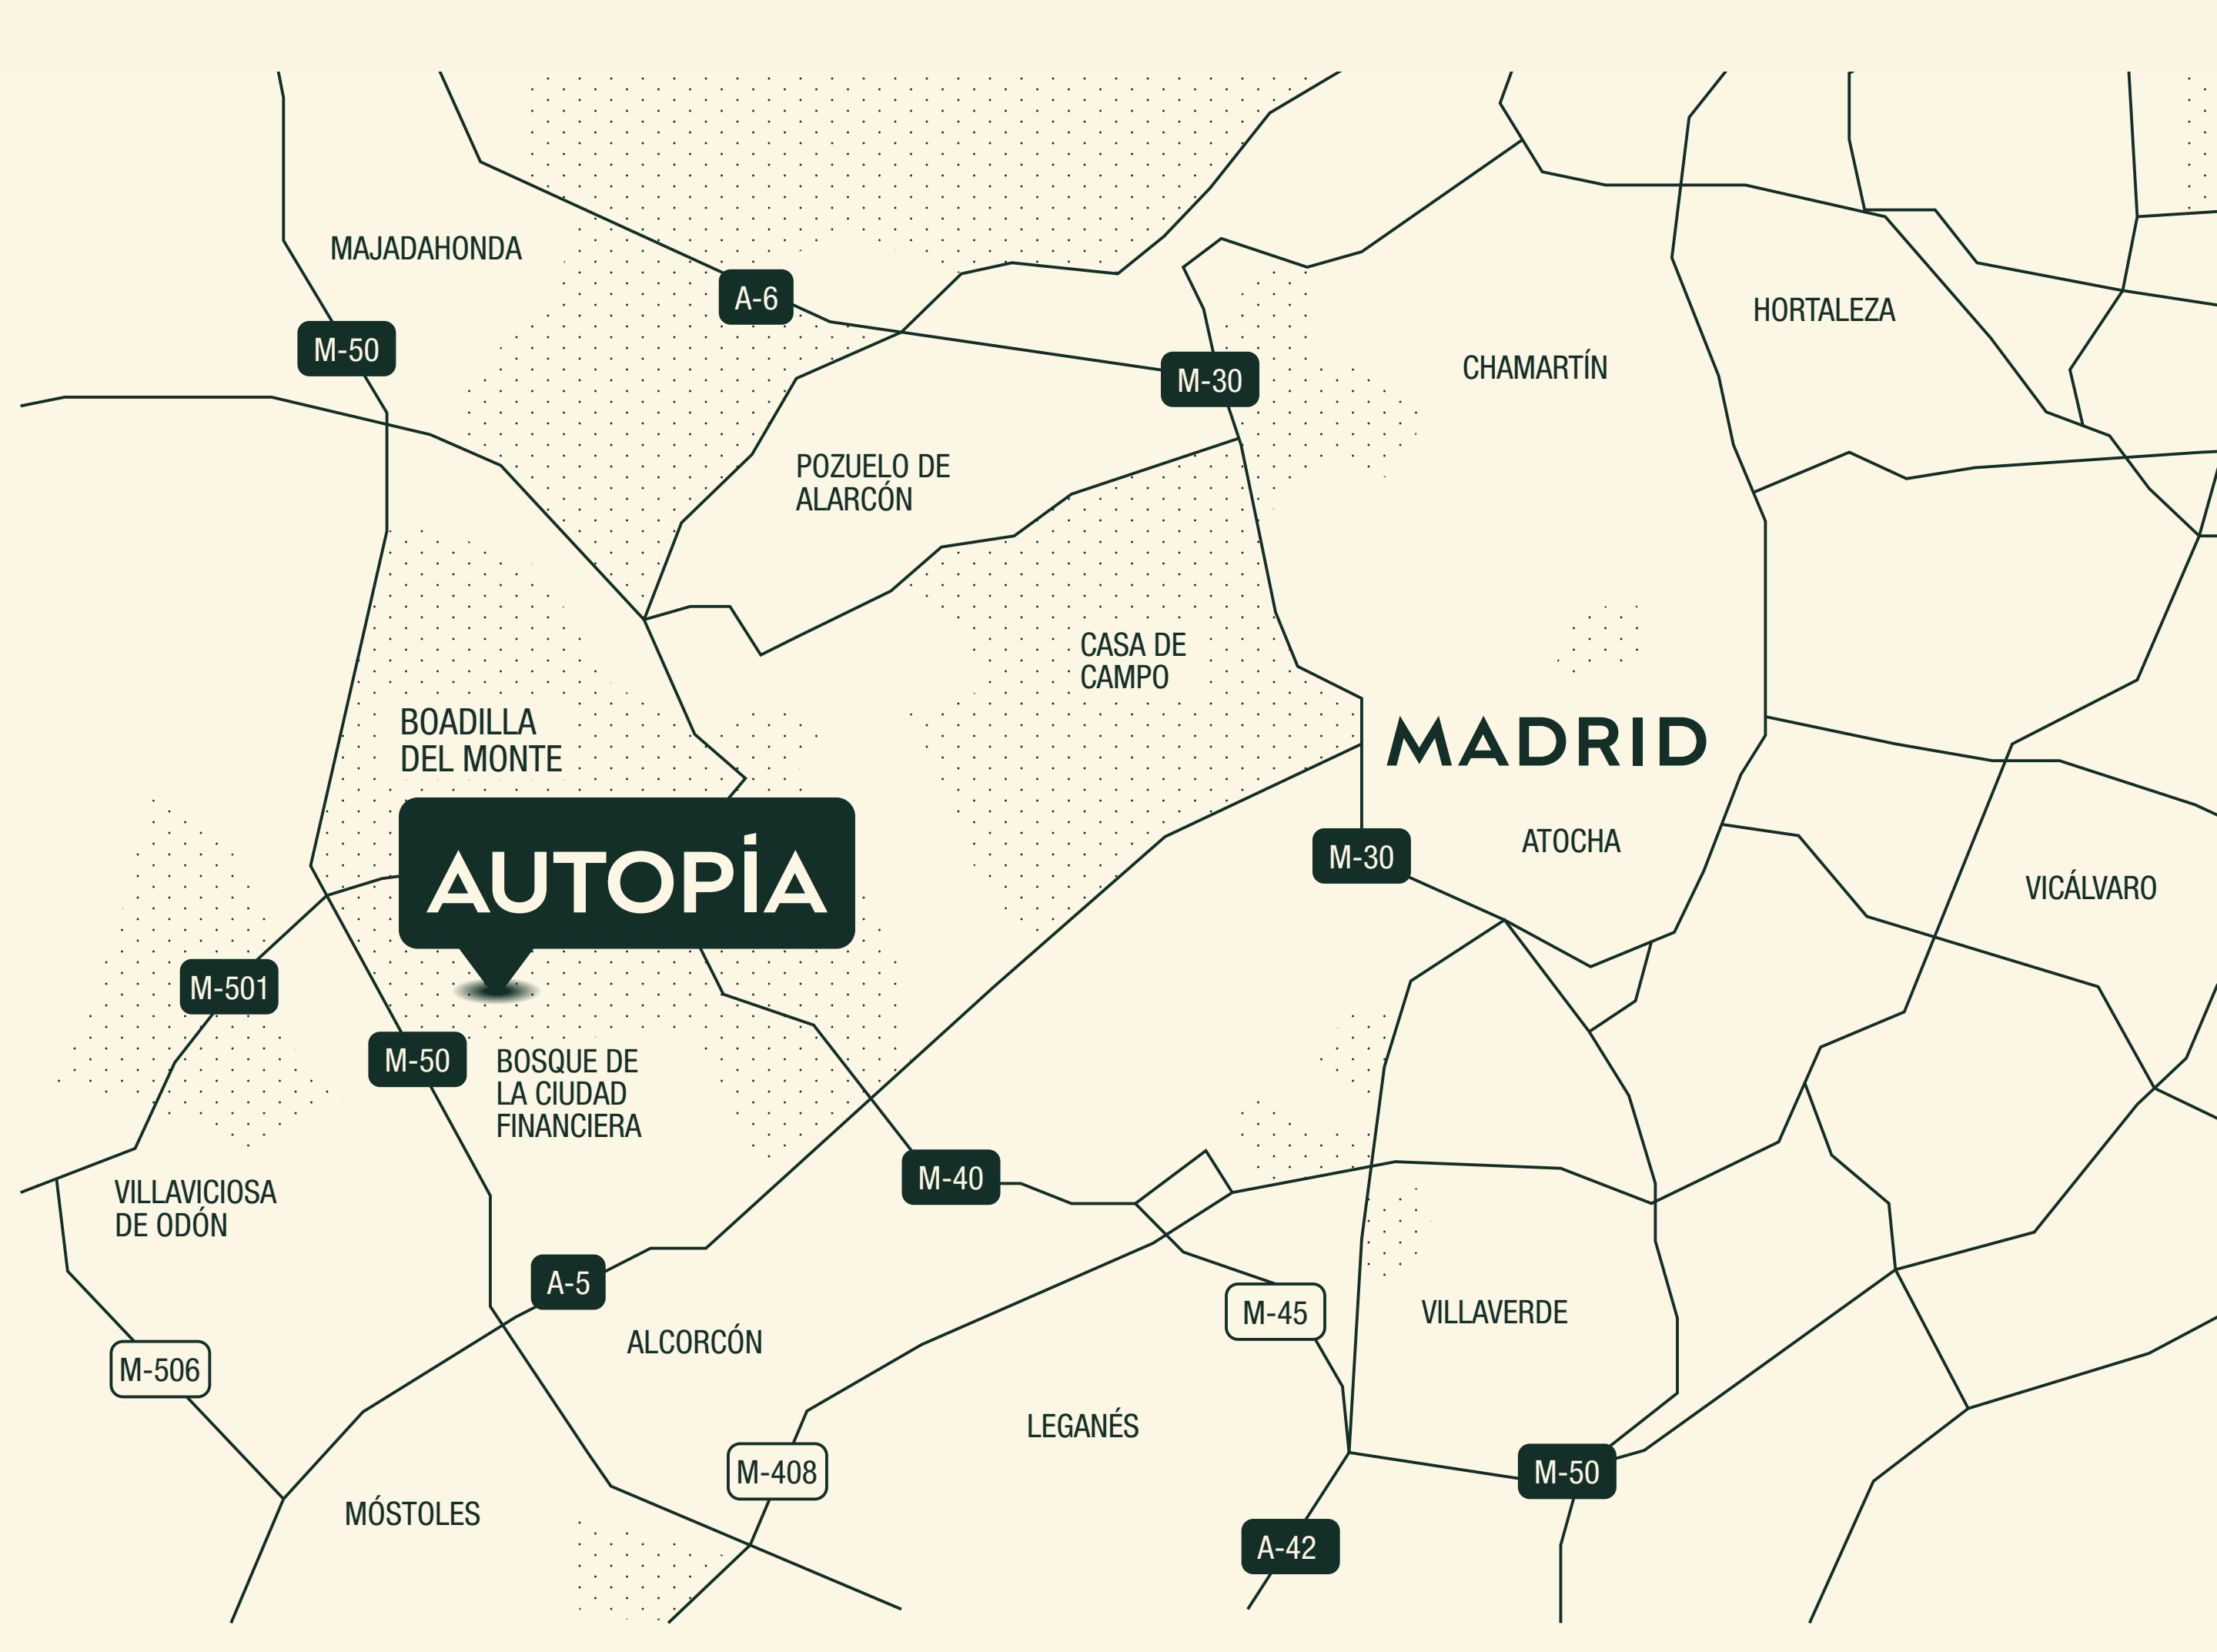 MAJADAHONDA
A-6
HORTALEZA
M-50
CHAMARTÍN
M-30
POZUELO DE
ALARCÓN
CASA DE
CAMPO
BOADILLA
DEL MONTE
MADRID
ATOCHA
M-30
AUTOPÍA
VICÁLVARO
M-501
M-50
BOSQUE DE
LA CIUDAD
FINANCIERA
M-40
VILLAVICIOSA
DE ODÓN
A-5
M-45
VILLAVERDE
ALCORCÓN
M-506
LEGANÉS
M-408
M-50
MÓSTOLES
A-42